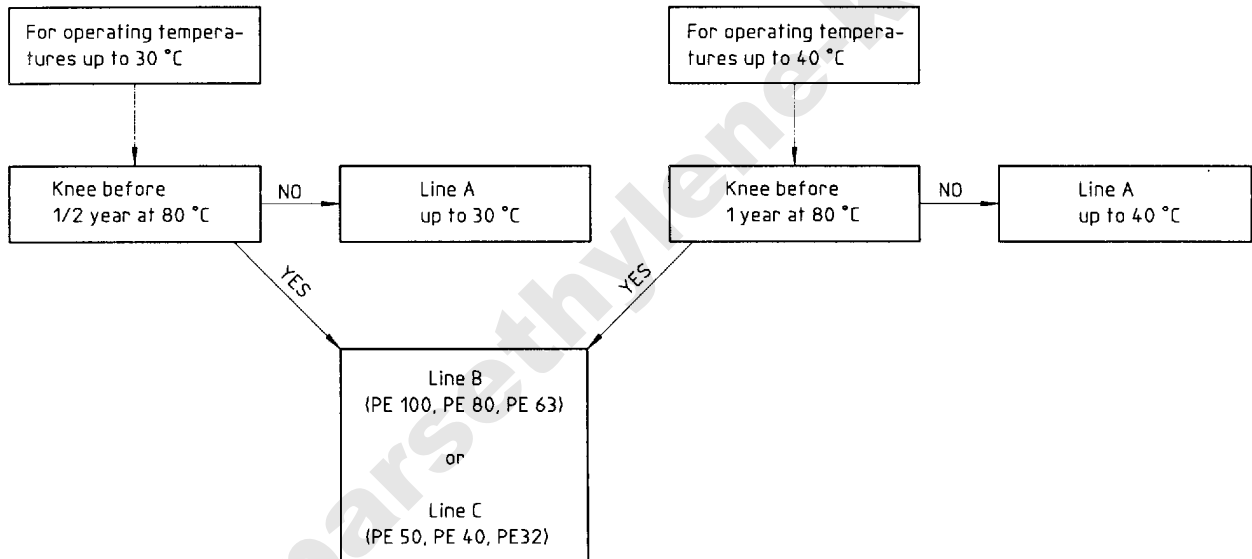 For operating tempera-
tures up to 30 °C
For operating tempera-
tures up to 40 °C
Knee before
1/2 year at 80 °C
NO
Line A
up to 30 °C
Knee before
1 year at 80 °C
NO
Line A
up to 40 °C
YES
YES
Line B
(PE 100, PE 80, PE 63)
or
Line C
(PE 50, PE 40, PE32)